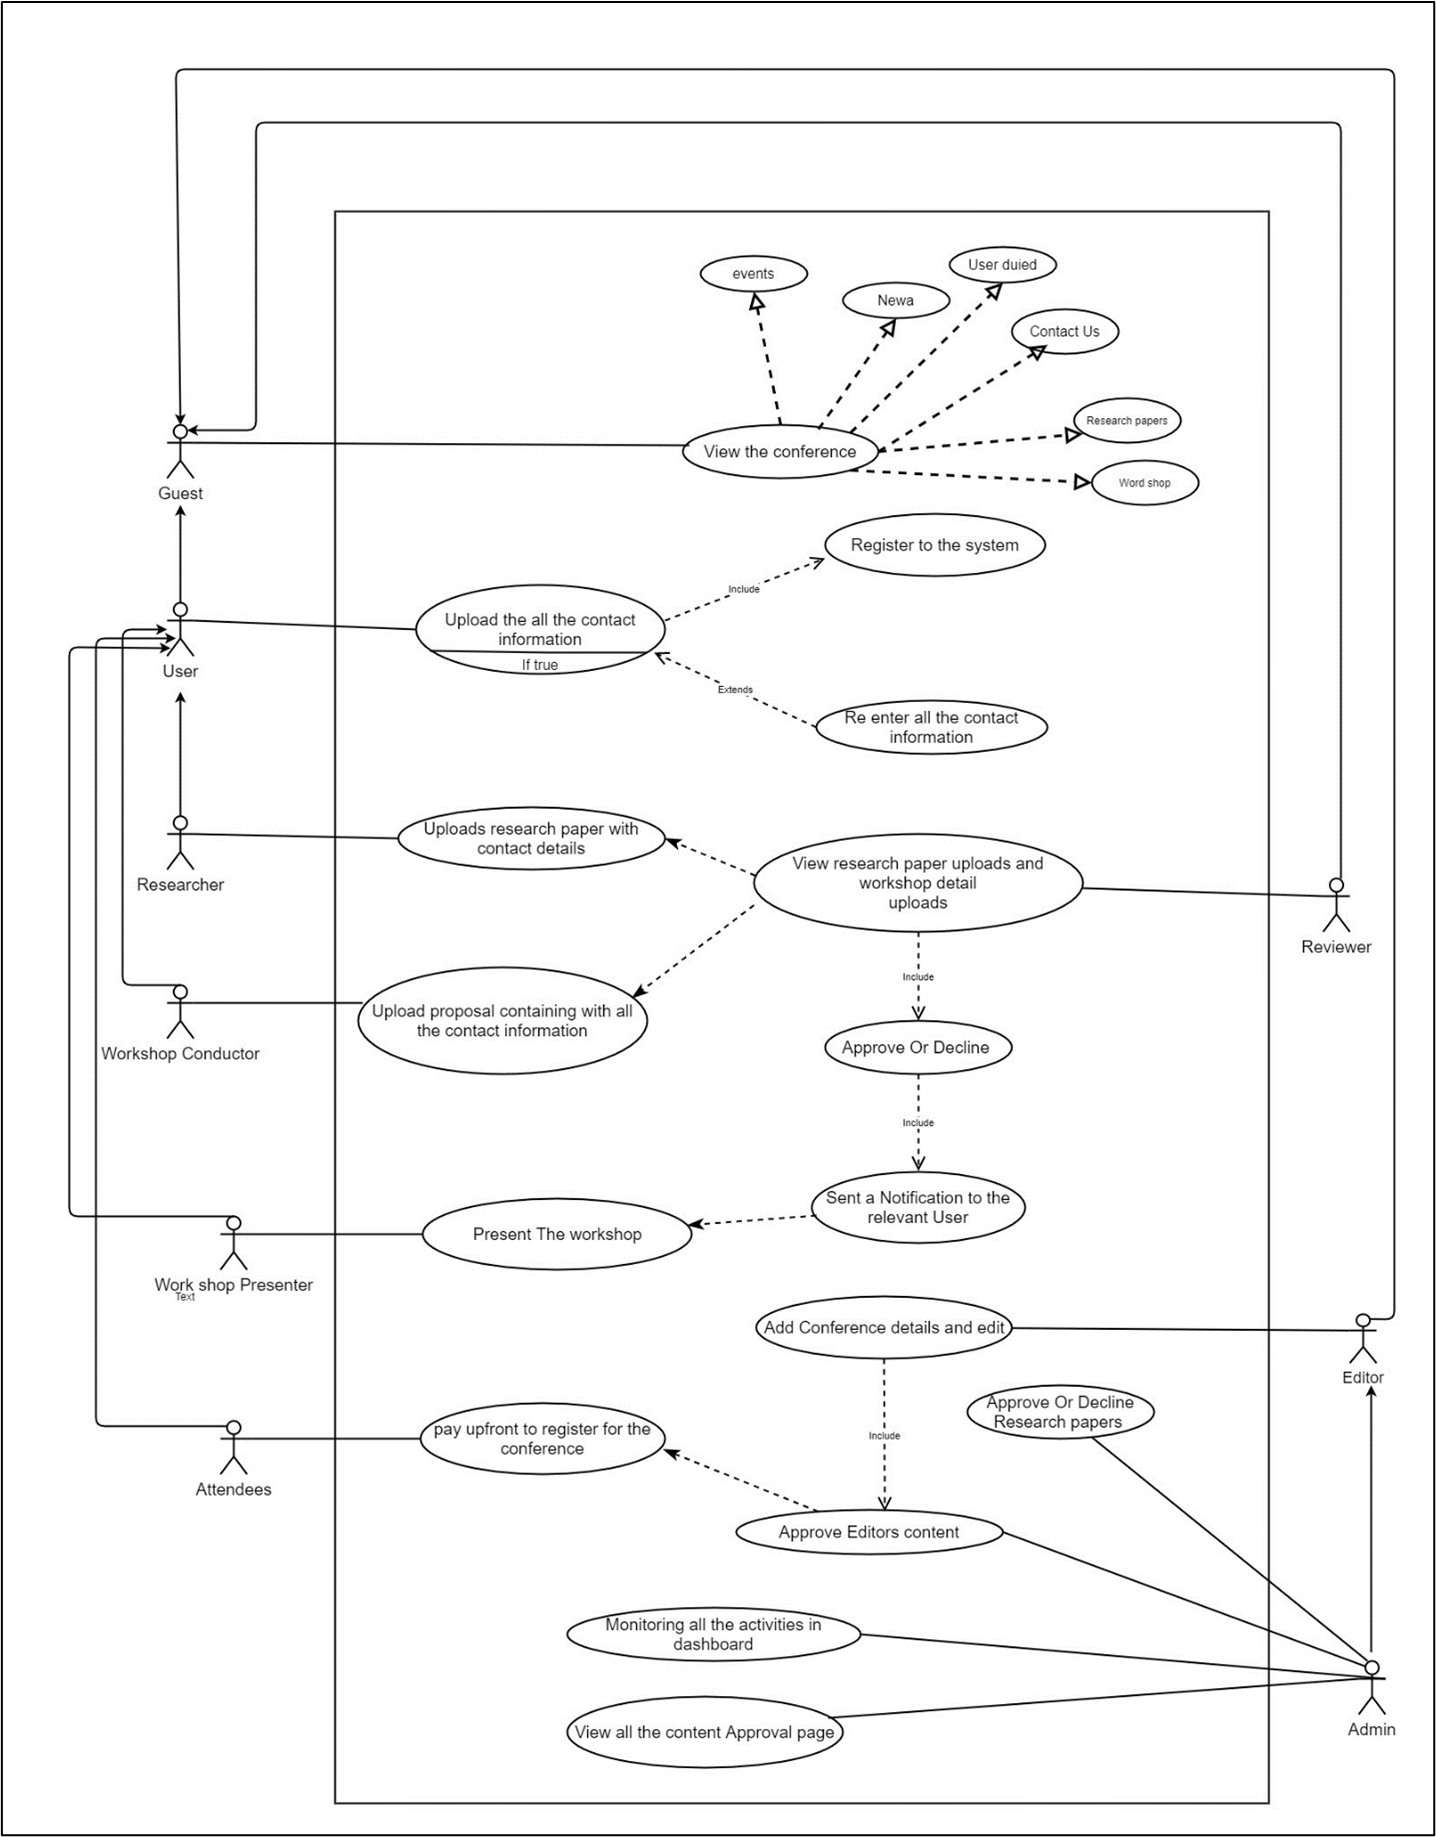 events
User duied
Newa
Contact Us
Research papers
View the conference
Word shop
Guest
Register to the system
Include
Upload the all the contact
information
If true
User
Extends
Re enter all the contact
information
Uploads research paper with
contact details
View research paper uploads and
workshop detail
uploads
Researcher
Reviewer
Include
Upload proposal containing with all
the contact information
Approve Or Decline
Workshop Conductor
Include
Sent a Notification to the
relevant User
Present The workshop
Work shop Presenter
Text
Add Conference details and edit
Editor
Approve Or Decline
Research papers
pay upfront to register for the
conference
Include
Attendees
Approve Editors content
Monitoring all the activities in
dashboard
View all the content Approval page
Admin